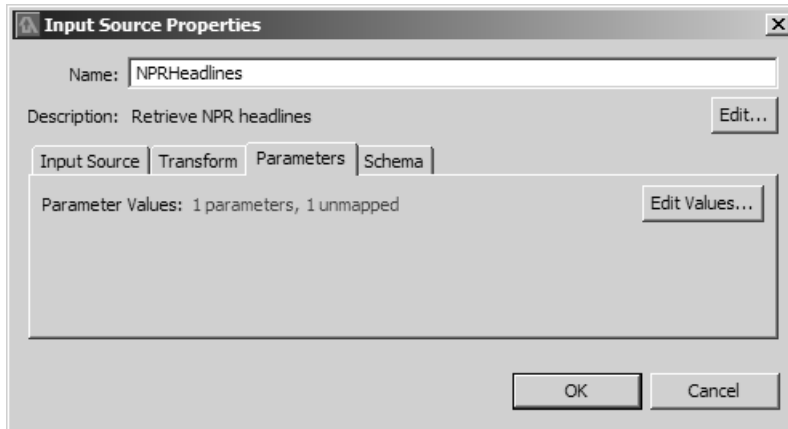 Input Source Properties
Name: NPRHeadlines
Description: Retrieve NPR headlines Edit...
Input Source Transform Parameters Schema
Parameter Values: 1 parameters, 1 unmapped Edit Values...
OK Cancel